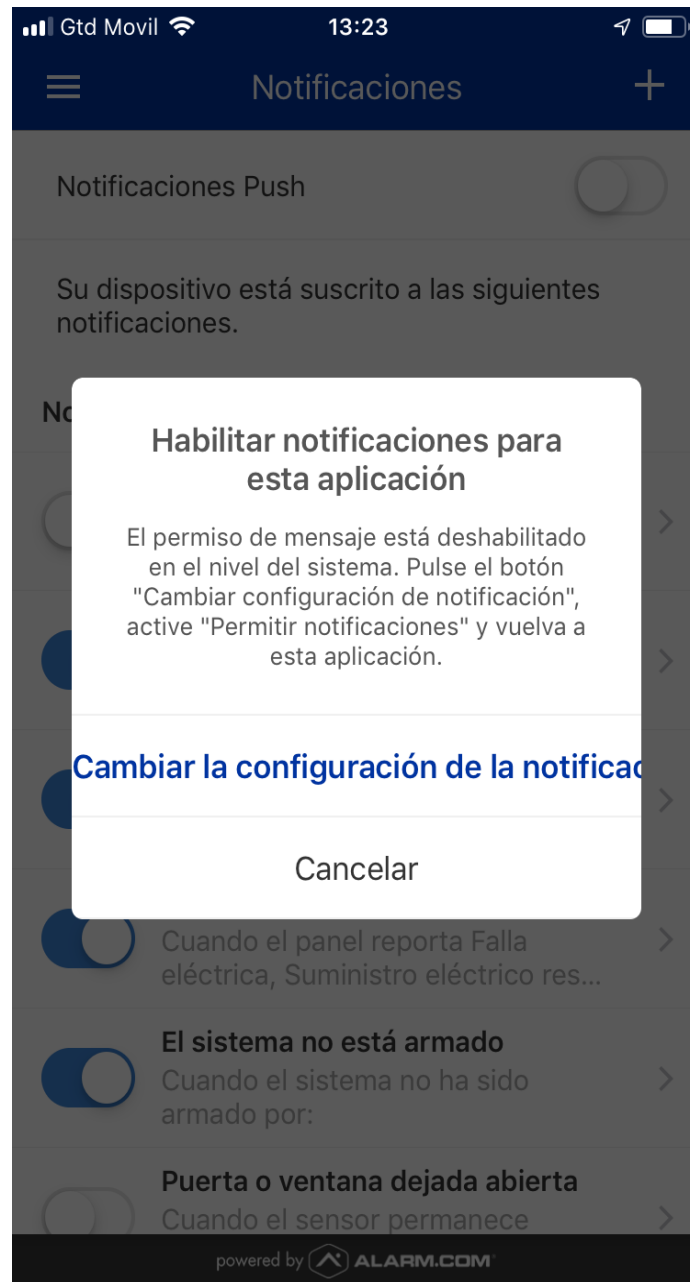 Gtd Movil 13:23
Notificaciones +
Notificaciones Push
Su dispositivo está suscrito a las siguientes
notificaciones.
Habilitar notificaciones para
esta aplicación
El permiso de mensaje está deshabilitado
en el nivel del sistema. Pulse el botón
"Cambiar configuración de notificación",
active "Permitir notificaciones" y vuelva a
esta aplicación.
Cambiar la configuración de la notificac
Cancelar
Cuando el panel reporta Falla
eléctrica, Suministro eléctrico res...
El sistema no está armado
Cuando el sistema no ha sido
armado por:
Puerta o ventana dejada abierta
Cuando el sensor permanece
powered by ALARM.COM